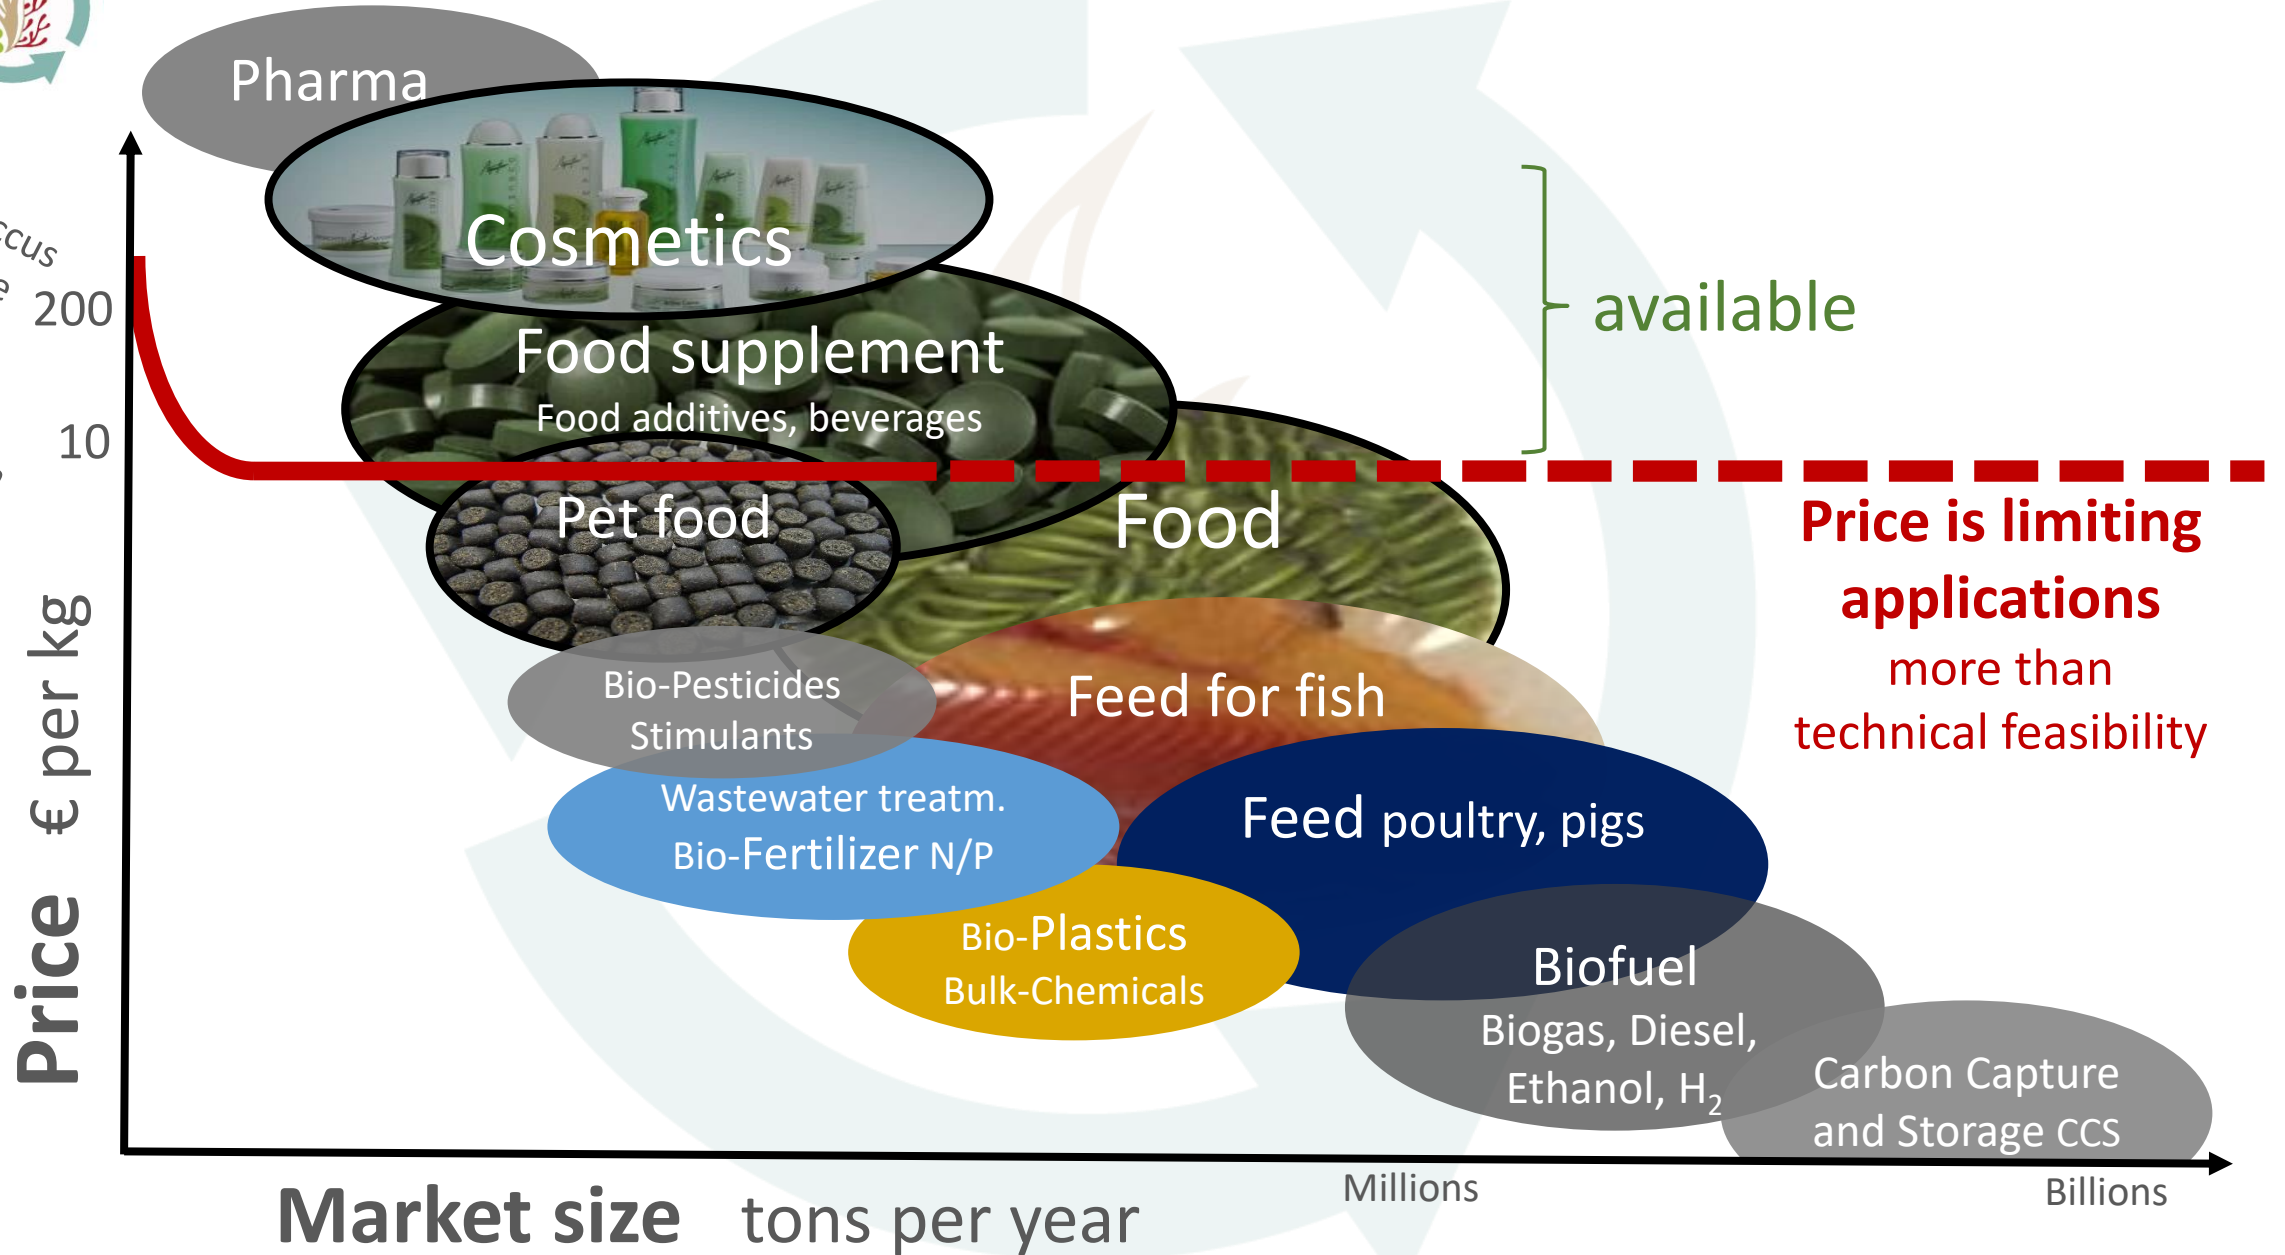 Pharma
Cosmetics
200
available
Food supplement
Food additives, beverages
10
Pet food
Food
Price is limiting
applications
more than
technical feasibility
Bio-Pesticides
Stimulants
Feed for fish
Wastewater treatm.
Bio-Fertilizer N/P
Feed poultry, pigs
Bio-Plastics
Bulk-Chemicals
Biofuel
Biogas, Diesel,
Ethanol, H₂
Carbon Capture
and Storage CCS
Price € per kg
Millions
Billions
Market size tons per year